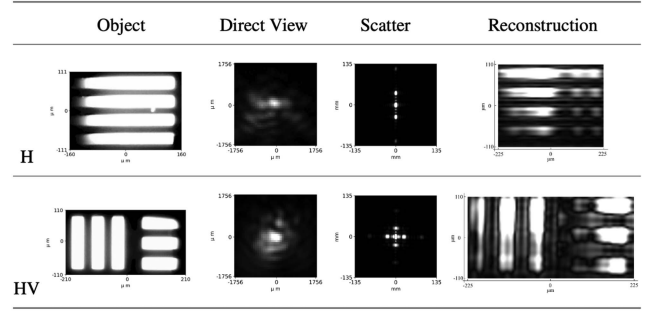 Object Direct View Scatter Reconstruction
H
111
0
-111
-160 0 160
μm
μm
1756
0
-1756
-1756 1756
μm
μm
135
0
-135
-135 0 135
mm
mm
110
0
-110
-225 0 225
μm
μm
HV
110
0
-110
-210 0 210
μm
μm
1756
0
-1756
-1756 1756
μm
μm
135
0
-135
-135 0 135
mm
mm
110
0
-110
-225 0 225
μm
μm